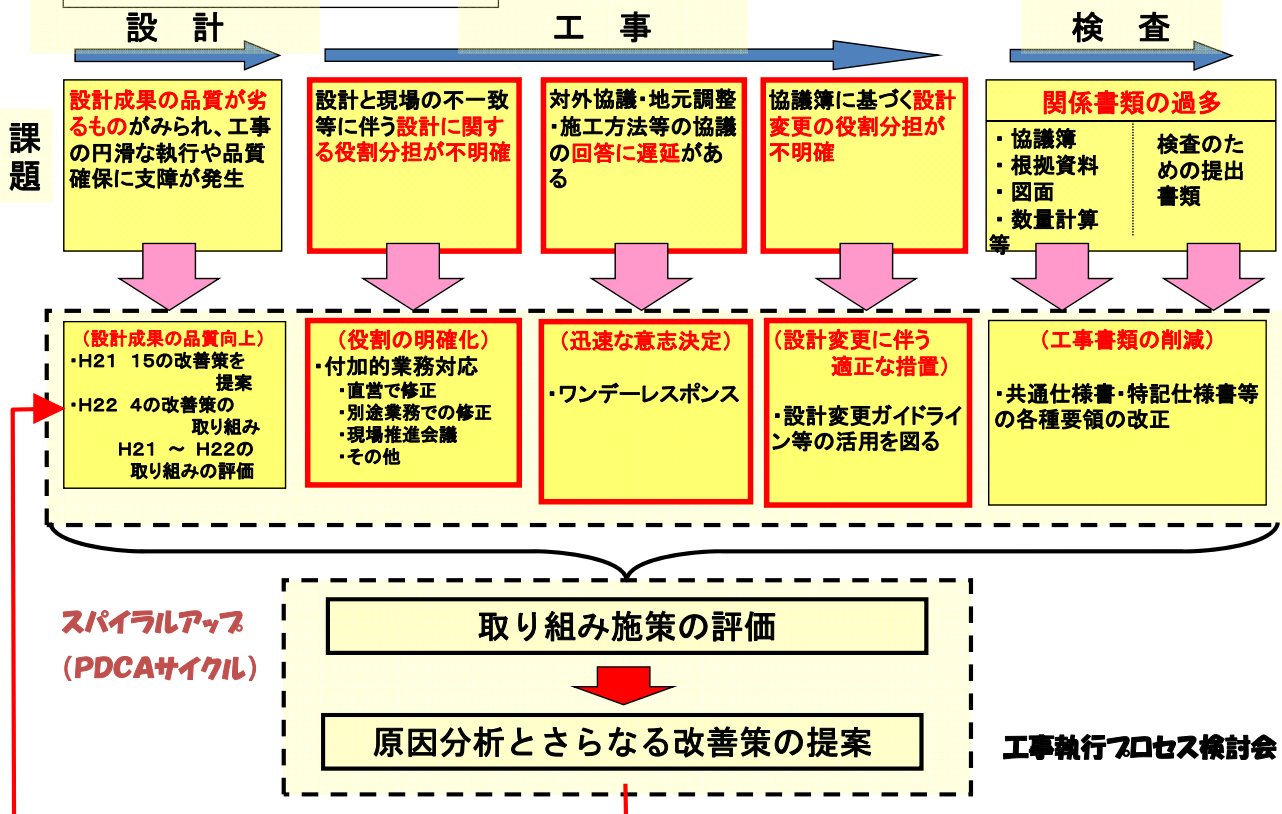 設 計
工 事
検 査
課
題
設計成果の品質が劣
るものがみられ、工事
の円滑な執行や品質
確保に支障が発生
設計と現場の不一致
等に伴う設計に関す
る役割分担が不明確
対外協議・地元調整
・施工方法等の協議
の回答に遅延があ
る
協議簿に基づく設計
変更の役割分担が
不明確
関係書類の過多
・協議簿
・根拠資料
・図面
・数量計算
等
検査のた
めの提出
書類
(設計成果の品質向上)
・H21 15の改善策を
提案
・H22 4の改善策の
取り組み
H21 ~ H22の
取り組みの評価
(役割の明確化)
・付加的業務対応
・直営で修正
・別途業務での修正
・現場推進会議
・その他
(迅速な意志決定)
・ワンデーレスポンス
(設計変更に伴う
適正な措置)
・設計変更ガイドライ
ン等の活用を図る
(工事書類の削減)
・共通仕様書・特記仕様書等
の各種要領の改正
スパイラルアップ
(PDCAサイクル)
取り組み施策の評価
原因分析とさらなる改善策の提案
工事執行プロセス検討会